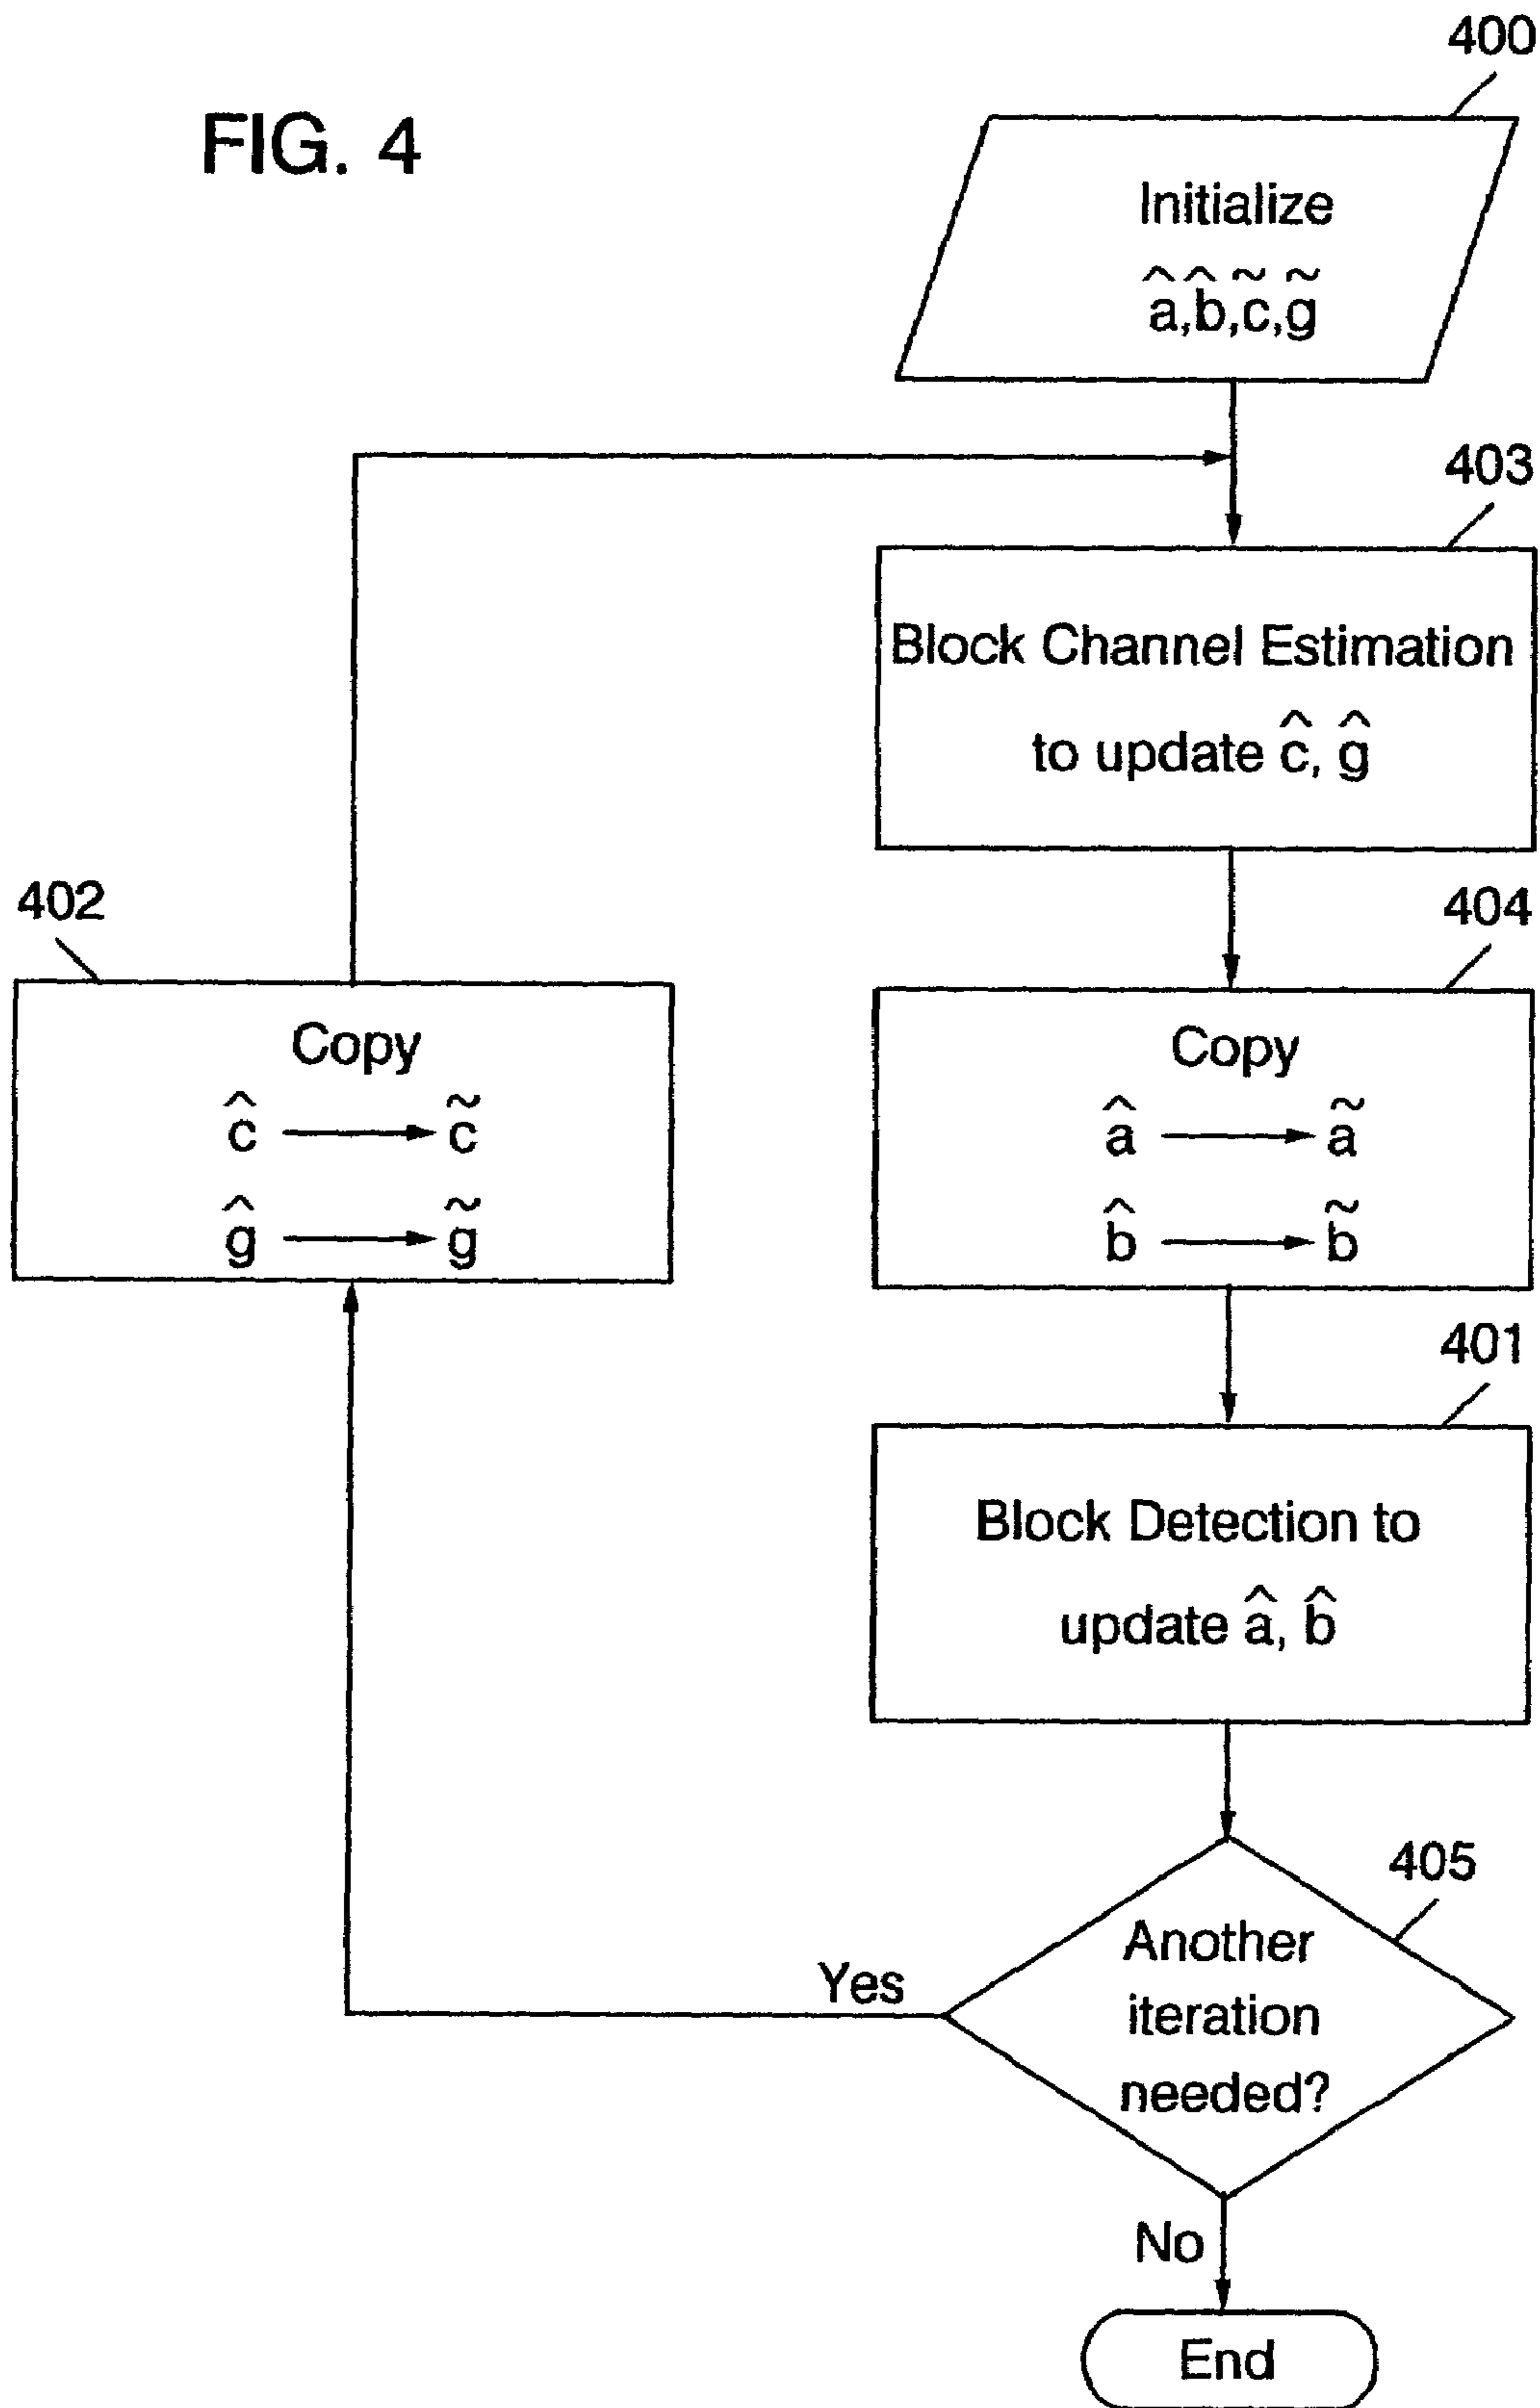 FIG. 4
400
Initialize
â, b̂, c̃, g̃
403
Block Channel Estimation
to update ĉ, ĝ
402
Copy
ĉ → c̃
ĝ → g̃
404
Copy
â → ã
b̂ → b̃
401
Block Detection to
update â, b̂
405
Another
iteration
needed?
Yes
No
End